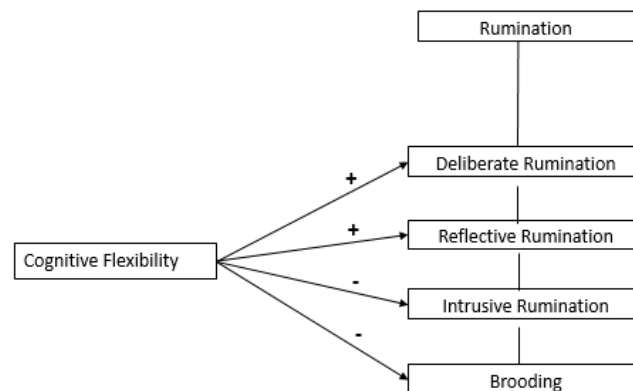 Rumination
Deliberate Rumination
+
+
Reflective Rumination
Cognitive Flexibility
-
Intrusive Rumination
-
Brooding